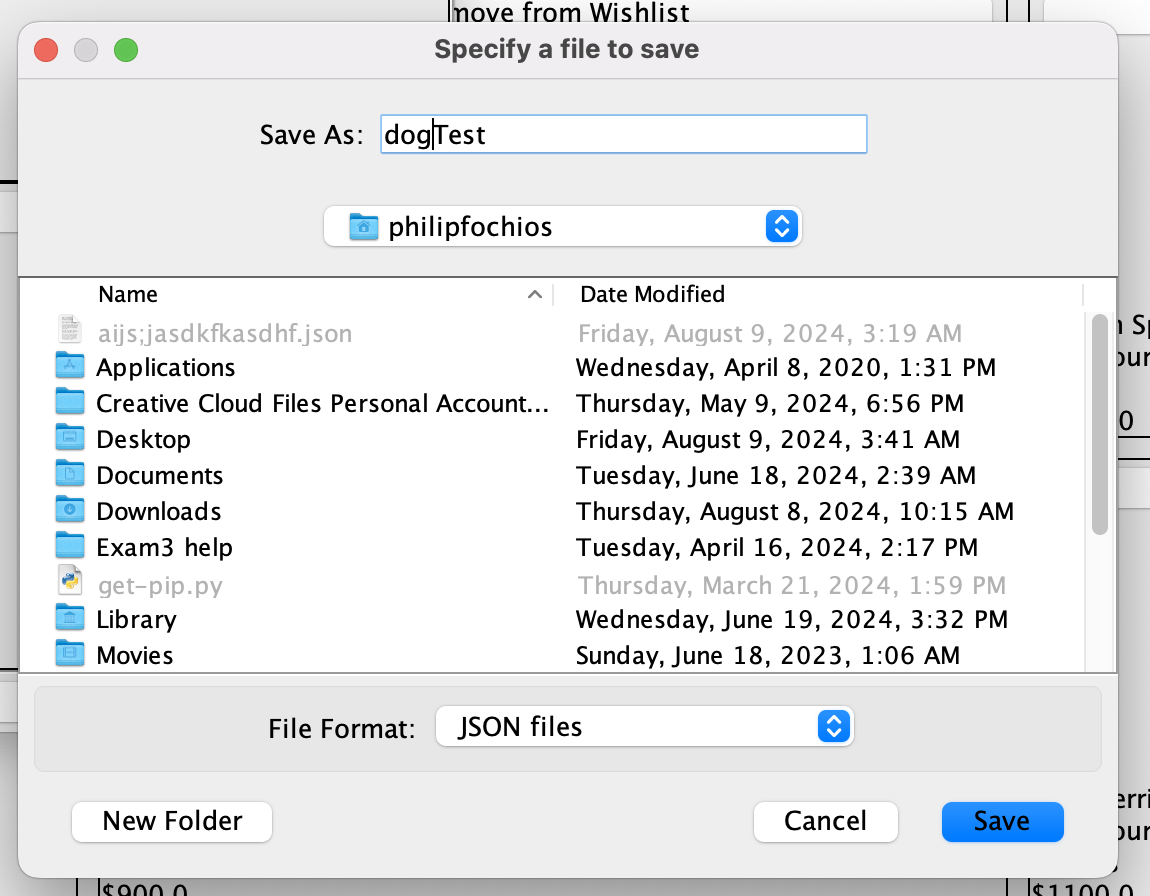 move from Wishlist
Specify a file to save
Save As: dogTest
philipfochios
Name Date Modified
aijs;jasdkfkasdhf.json Friday, August 9, 2024, 3:19 AM
Applications Wednesday, April 8, 2020, 1:31 PM
Creative Cloud Files Personal Account... Thursday, May 9, 2024, 6:56 PM
Desktop Friday, August 9, 2024, 3:41 AM
Documents Tuesday, June 18, 2024, 2:39 AM
Downloads Thursday, August 8, 2024, 10:15 AM
Exam3 help Tuesday, April 16, 2024, 2:17 PM
get-pip.py Thursday, March 21, 2024, 1:59 PM
Library Wednesday, June 19, 2024, 3:32 PM
Movies Sunday, June 18, 2023, 1:06 AM
File Format: JSON files
New Folder Cancel Save
$900.0 $1100.0